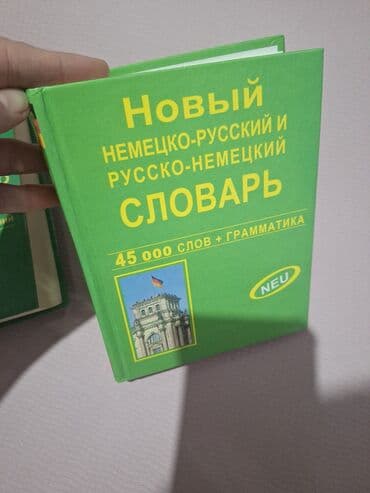 Новый
НЕМЕЦКО-РУССКИЙ И
РУССКО-НЕМЕЦКИЙ
СЛОВАРЬ
45 000 СЛОВ + ГРАММАТИКА
NEU